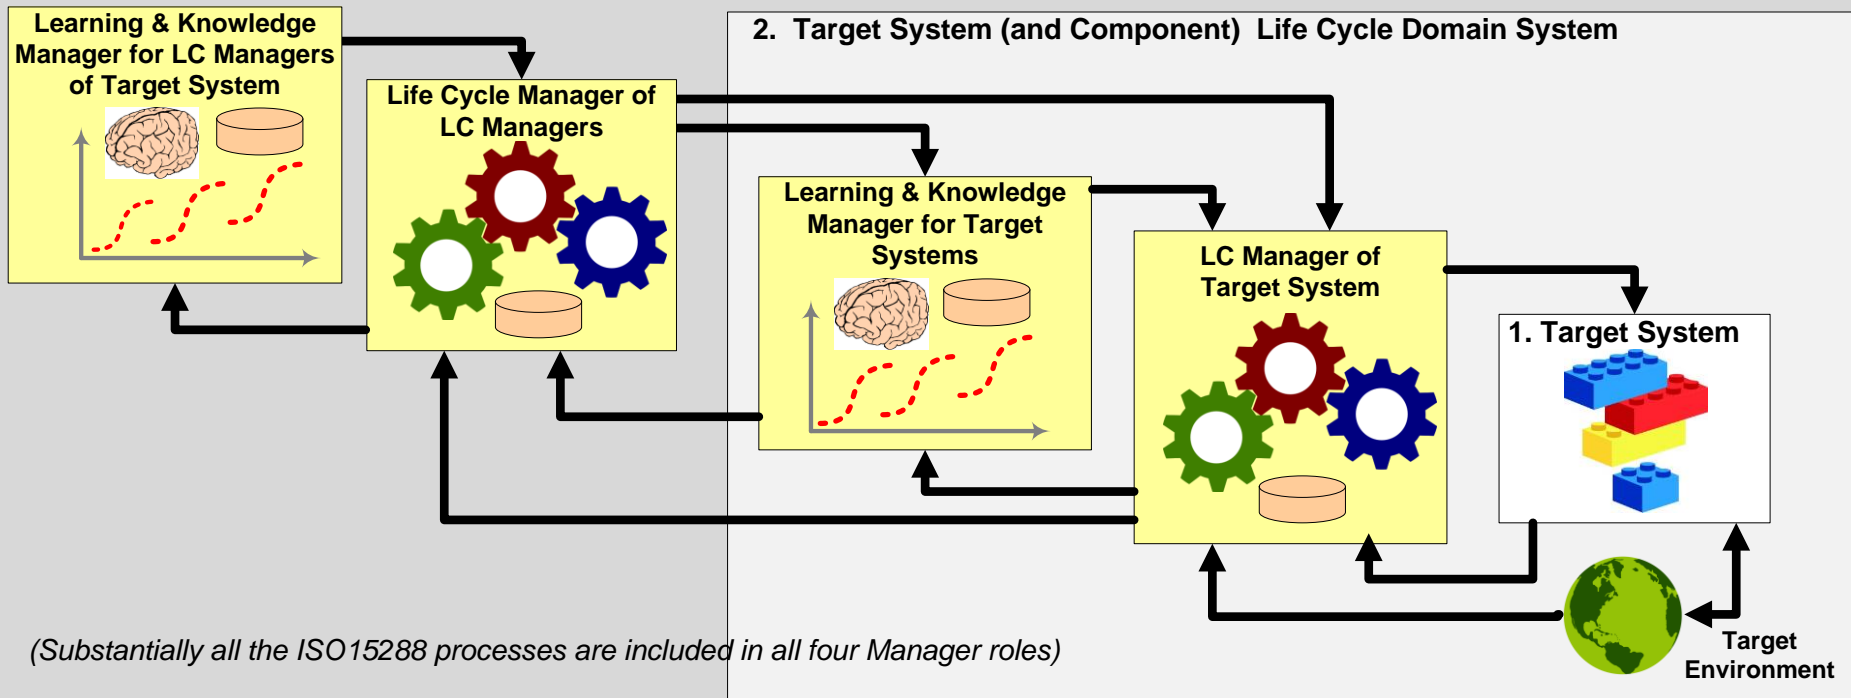 Learning & Knowledge
Manager for LC Managers
of Target System
2. Target System (and Component) Life Cycle Domain System
Life Cycle Manager of
LC Managers
Learning & Knowledge
Manager for Target
Systems
LC Manager of
Target System
1. Target System
Target
Environment
(Substantially all the ISO15288 processes are included in all four Manager roles)